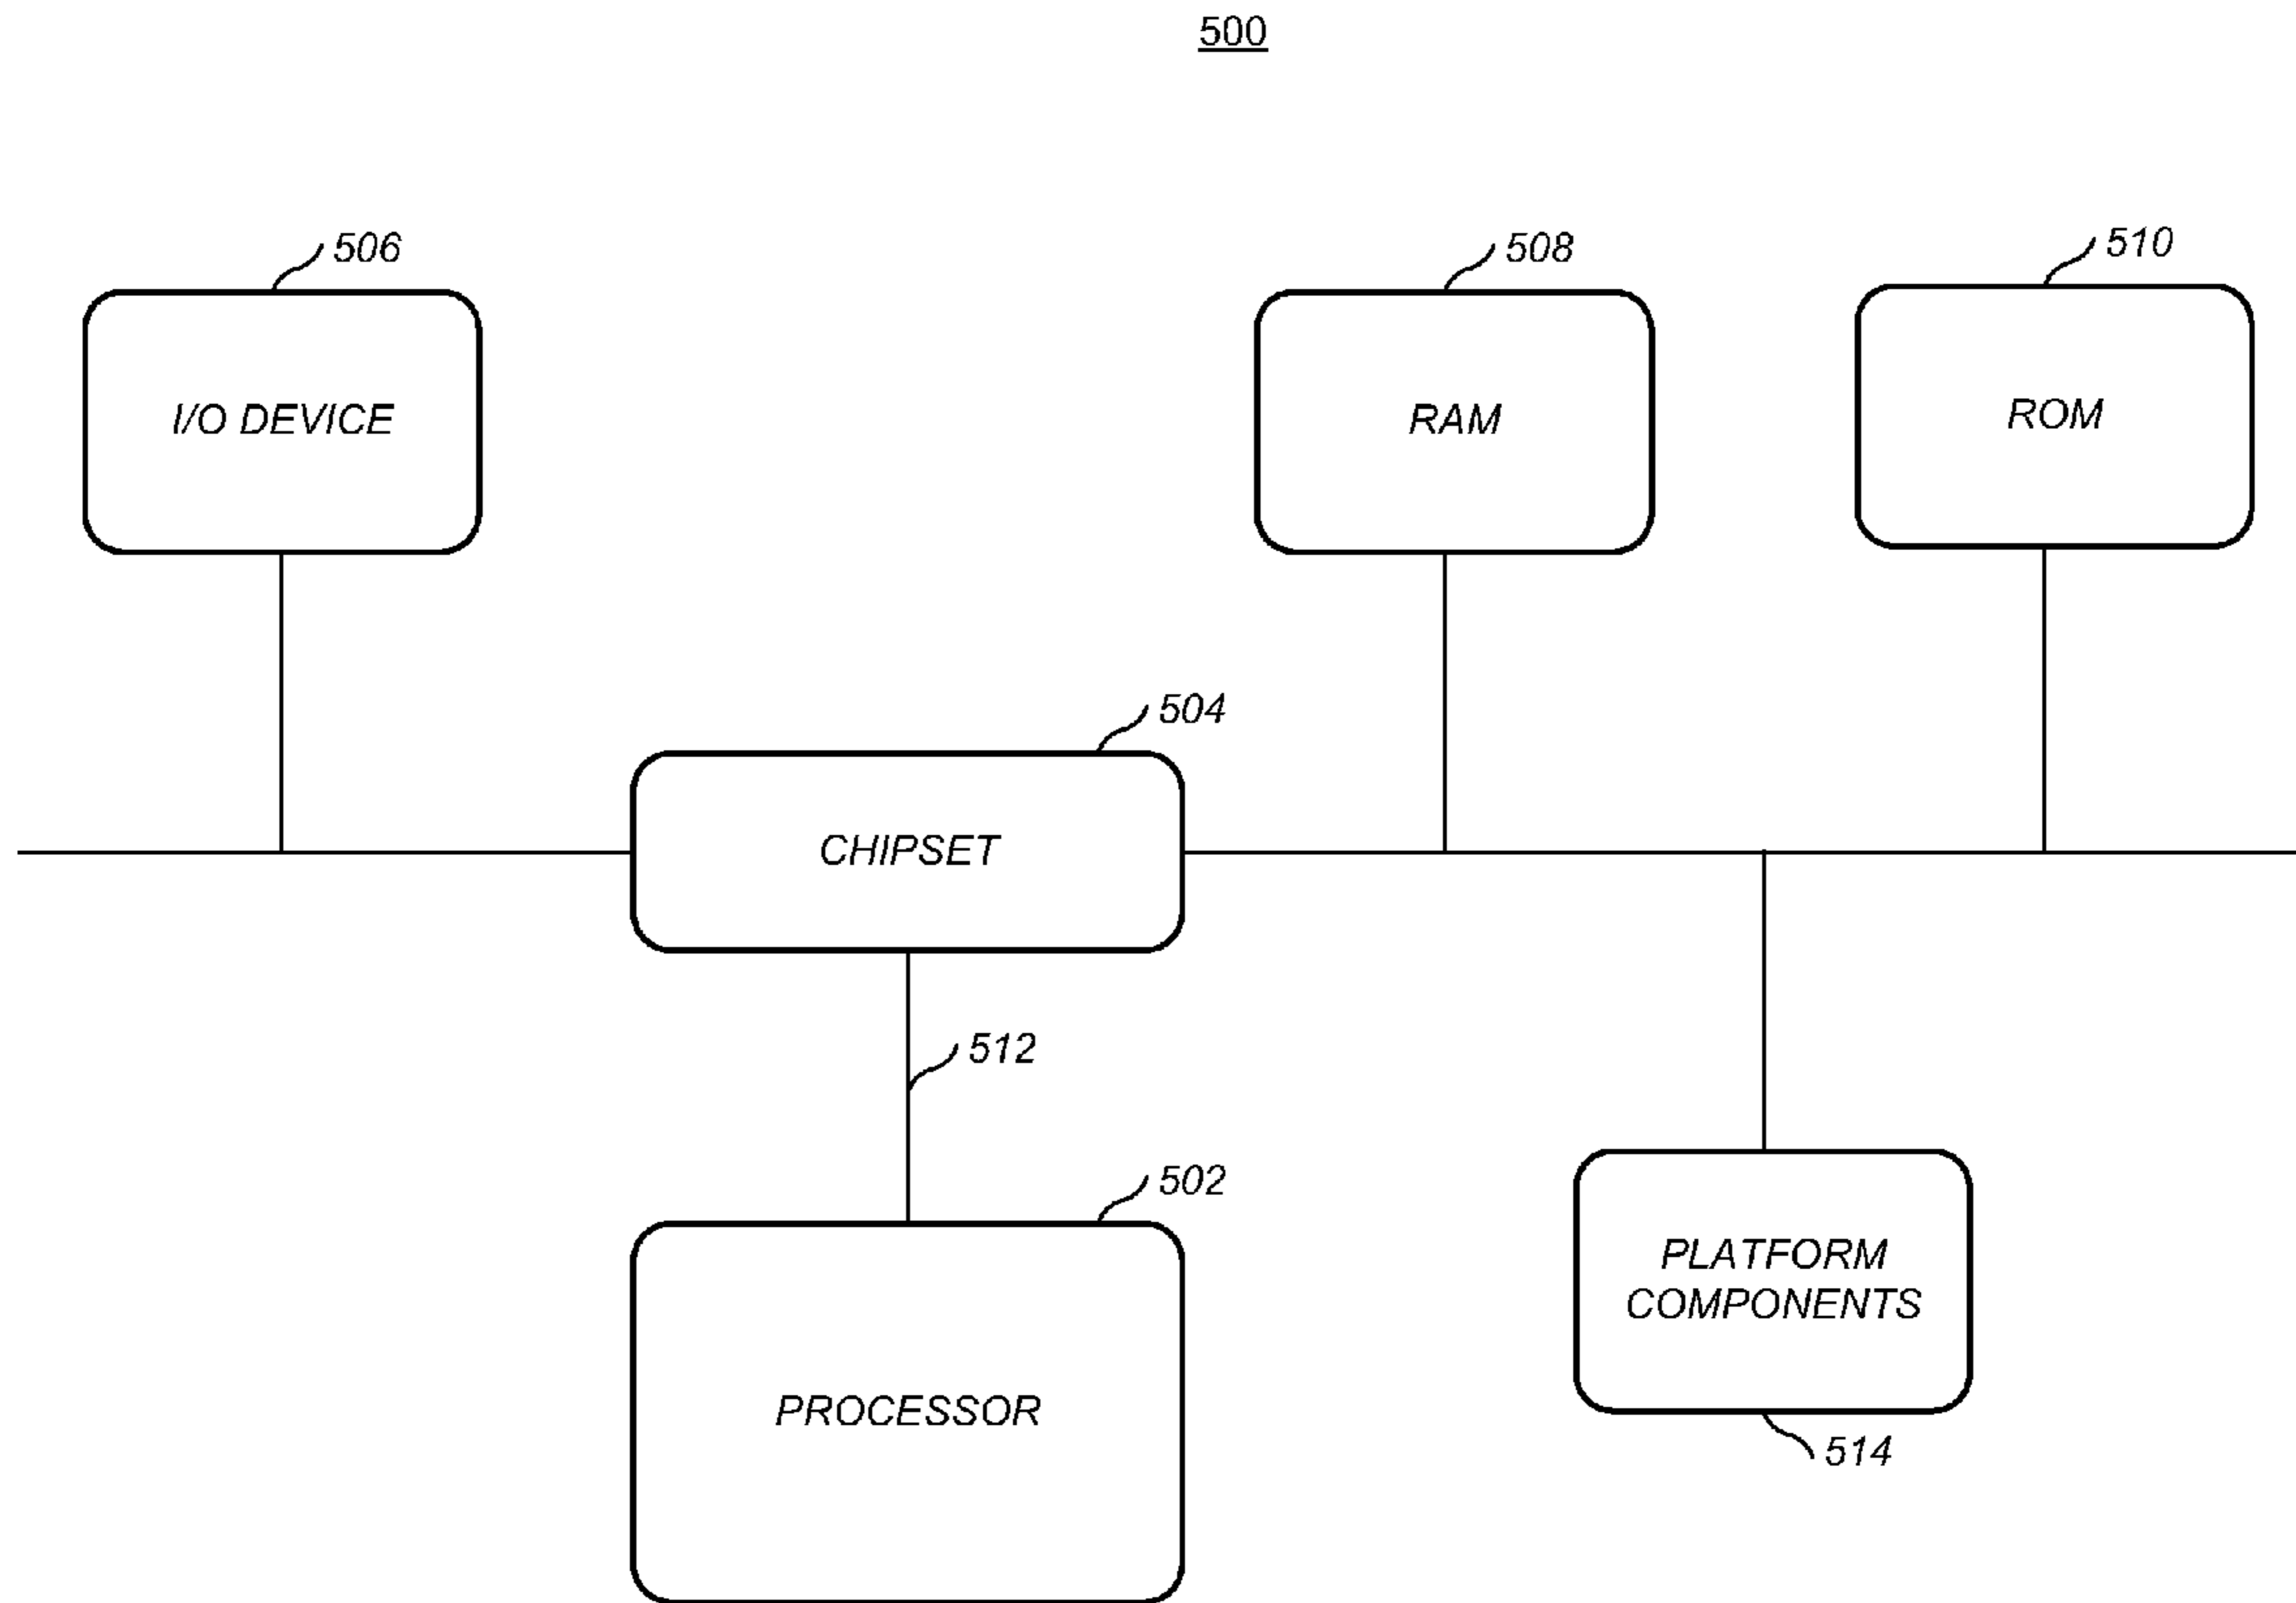 500
506
508
510
I/O DEVICE
RAM
ROM
504
CHIPSET
512
502
PLATFORM
COMPONENTS
PROCESSOR
514